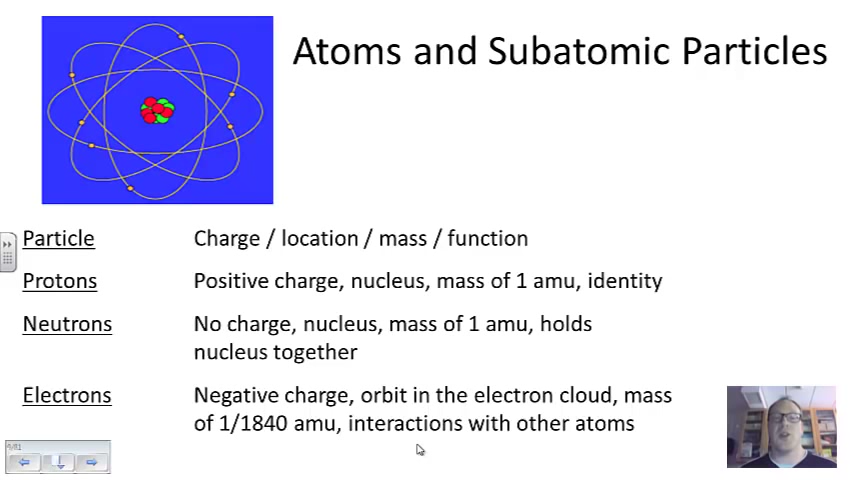 Atoms and Subatomic Particles
Particle Charge / location / mass / function
Protons Positive charge, nucleus, mass of 1 amu, identity
Neutrons No charge, nucleus, mass of 1 amu, holds
nucleus together
Electrons Negative charge, orbit in the electron cloud, mass
of 1/1840 amu, interactions with other atoms